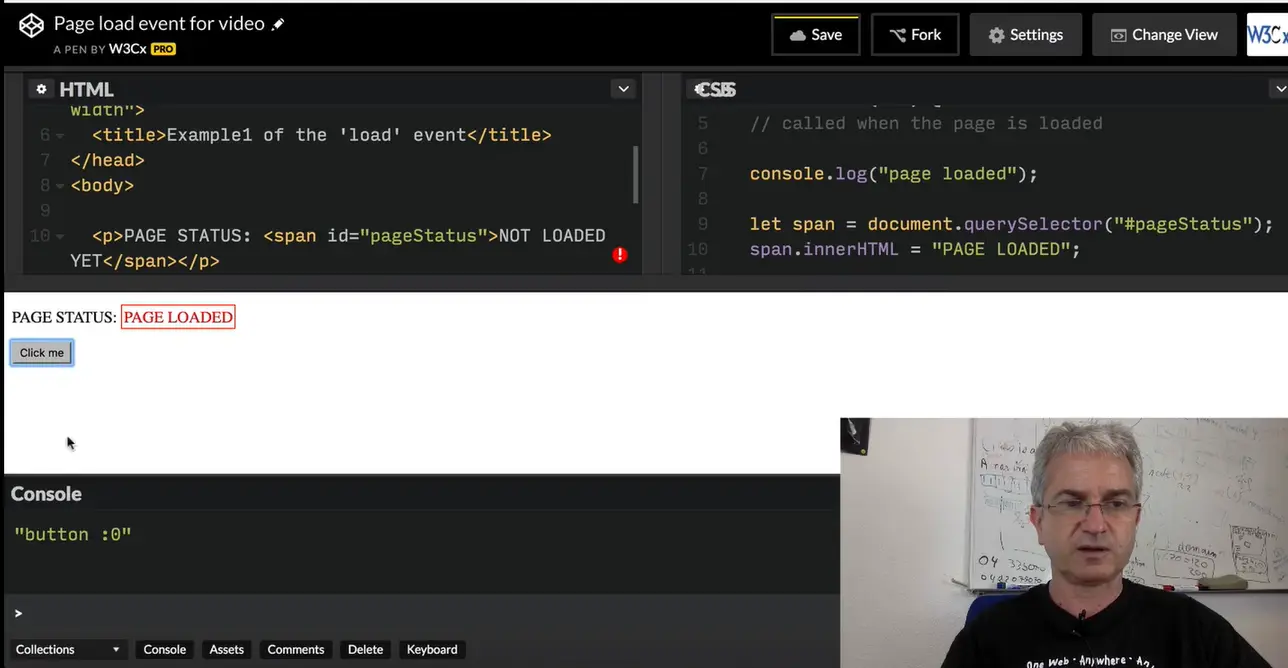 Page load event for video
A PEN BY W3Cx PRO
Save
Fork
Settings
Change View
W3Cx
HTML
width">
6 <title>Example1 of the 'load' event</title>
7 </head>
8 <body>
9
10 <p>PAGE STATUS: <span id="pageStatus">NOT LOADED
YET</span></p>
CSS
5 // called when the page is loaded
6
7 console.log("page loaded");
8
9 let span = document.querySelector("#pageStatus");
10 span.innerHTML = "PAGE LOADED";
11
PAGE STATUS: PAGE LOADED
Click me
Console
"button :0"
>
Collections
Console
Assets
Comments
Delete
Keyboard
domain
04
One Web · Anywhere ·